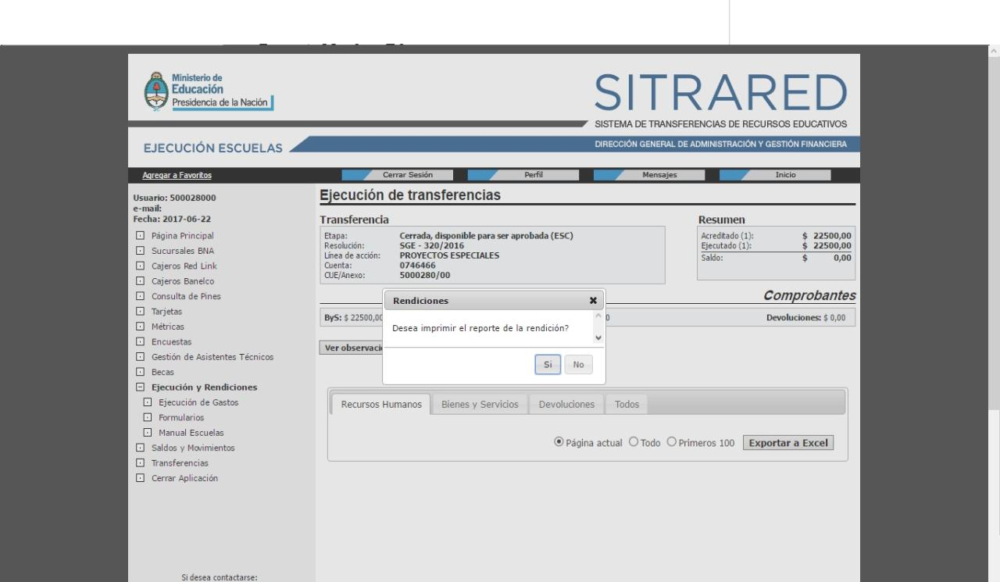 Ministerio de
Educación
Presidencia de la Nación
SITRARED
SISTEMA DE TRANSFERENCIAS DE RECURSOS EDUCATIVOS
EJECUCIÓN ESCUELAS
DIRECCIÓN GENERAL DE ADMINISTRACIÓN Y GESTIÓN FINANCIERA
Agregar a Favoritos
Cerrar Sesión
Perfil
Mensajes
Inicio
Usuario: 500028000
e-mail:
Fecha: 2017-06-22
Página Principal
Sucursales BNA
Cajeros Red Link
Cajeros Banelco
Consulta de Pines
Tarjetas
Métricas
Encuestas
Gestión de Asistentes Técnicos
Becas
Ejecución y Rendiciones
Ejecución de Gastos
Formularios
Manual Escuelas
Saldos y Movimientos
Transferencias
Cerrar Aplicación
Si desea contactarse:
Ejecución de transferencias
Transferencia
Etapa: Cerrada, disponible para ser aprobada (ESC)
Resolución: SGE - 320/2016
Línea de acción: PROYECTOS ESPECIALES
Cuenta: 0746466
CUE/Anexo: 5000280/00
Resumen
Acreditado (1): $ 22500,00
Ejecutado (1): $ 22500,00
Saldo: $ 0,00
Comprobantes
ByS: $ 22500,00
Devoluciones: $ 0,00
Rendiciones
Desea imprimir el reporte de la rendición?
Si
No
Ver observaci
Recursos Humanos
Bienes y Servicios
Devoluciones
Todos
Página actual
Todo
Primeros 100
Exportar a Excel